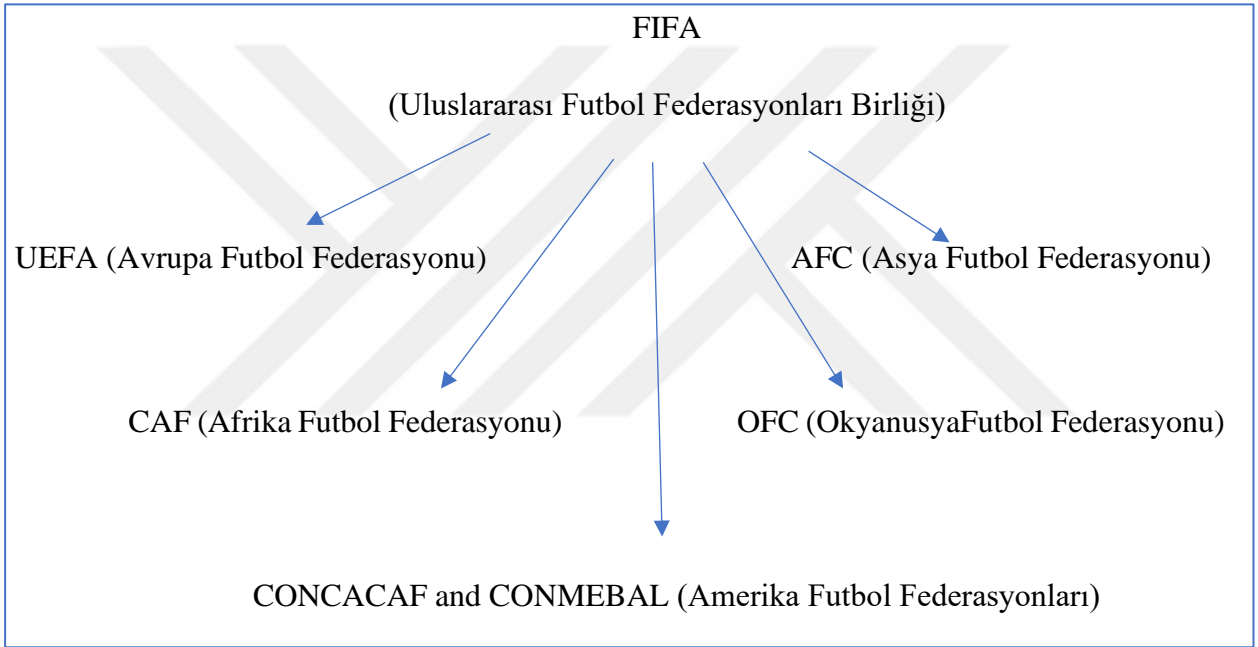 FIFA
(Uluslararası Futbol Federasyonları Birliği)
UEFA (Avrupa Futbol Federasyonu)
AFC (Asya Futbol Federasyonu)
CAF (Afrika Futbol Federasyonu)
OFC (OkyanusyaFutbol Federasyonu)
CONCACAF and CONMEBAL (Amerika Futbol Federasyonları)